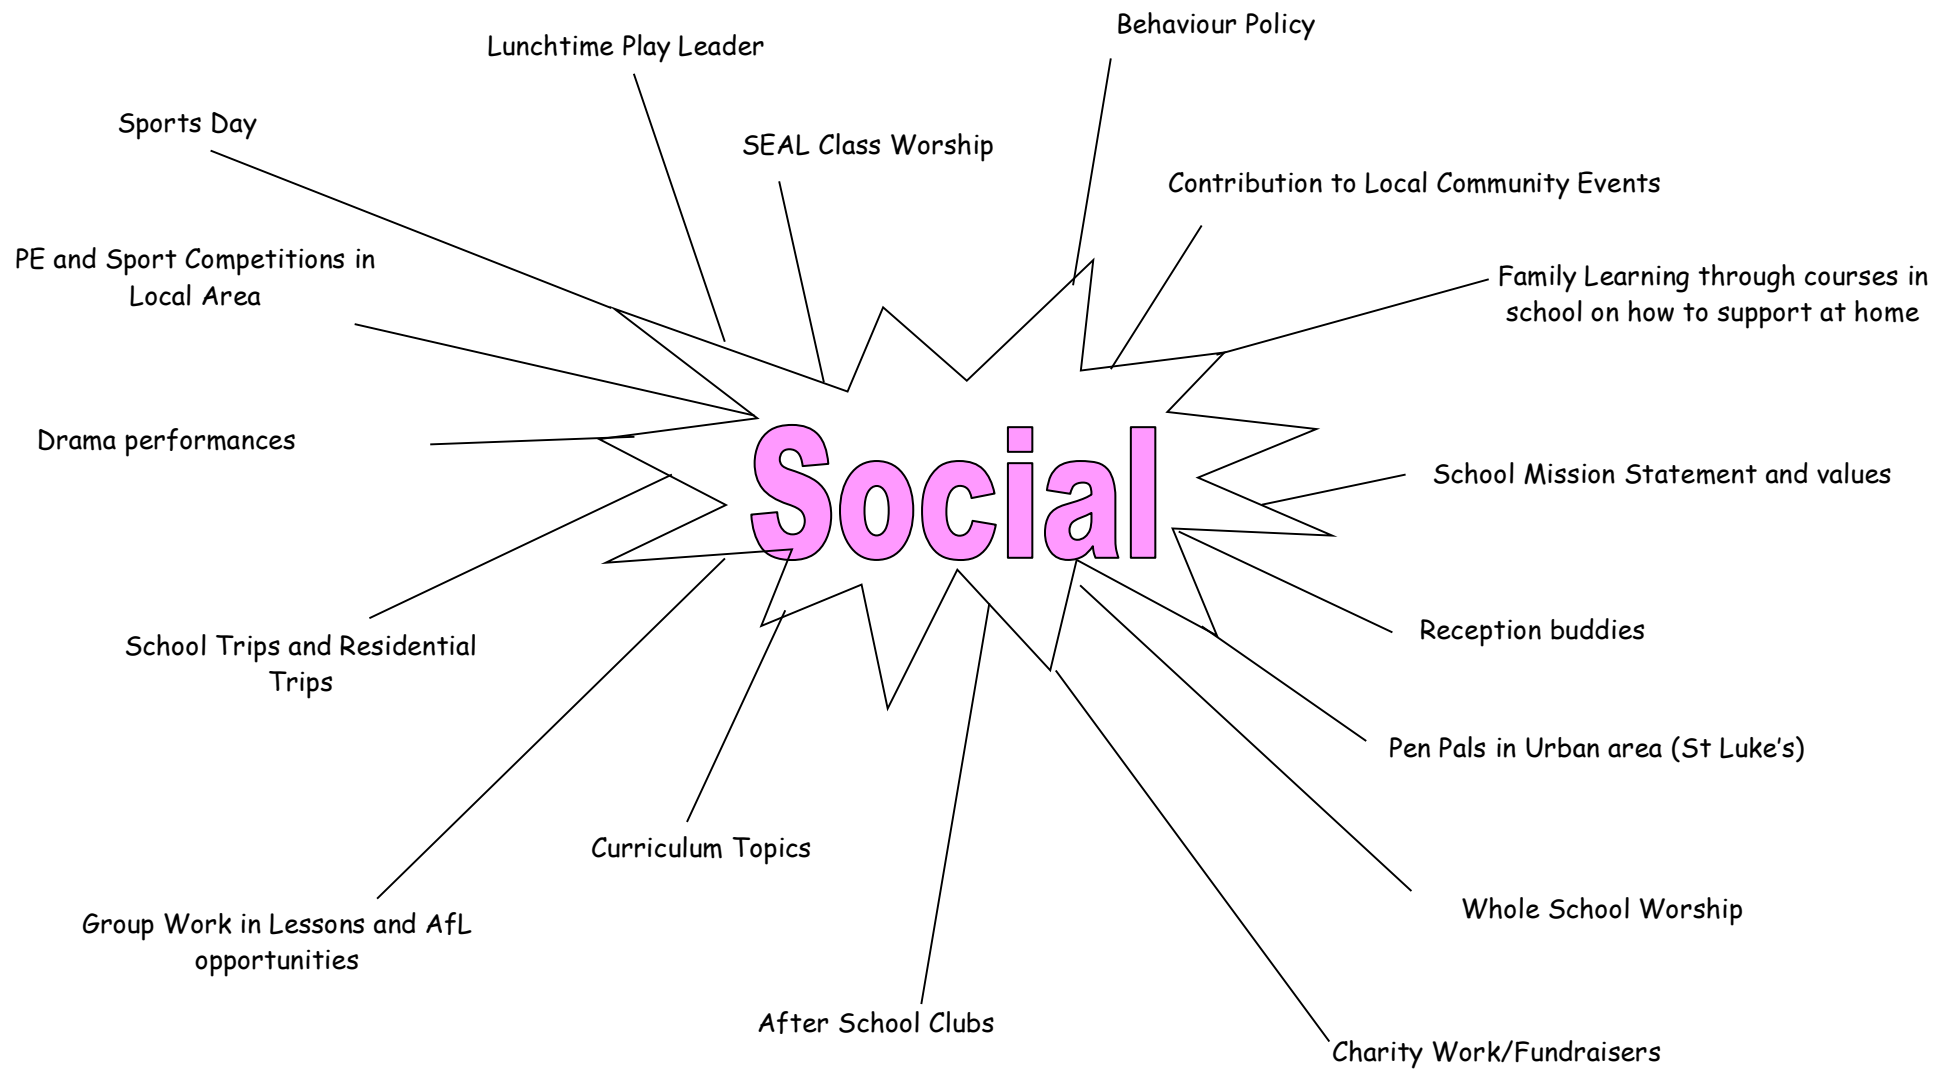 Behaviour Policy
Lunchtime Play Leader
Sports Day
SEAL Class Worship
Contribution to Local Community Events
PE and Sport Competitions in
Local Area
Family Learning through courses in
school on how to support at home
Drama performances
Social
School Mission Statement and values
School Trips and Residential
Trips
Reception buddies
Pen Pals in Urban area (St Luke’s)
Curriculum Topics
Whole School Worship
Group Work in Lessons and AfL
opportunities
After School Clubs
Charity Work/Fundraisers